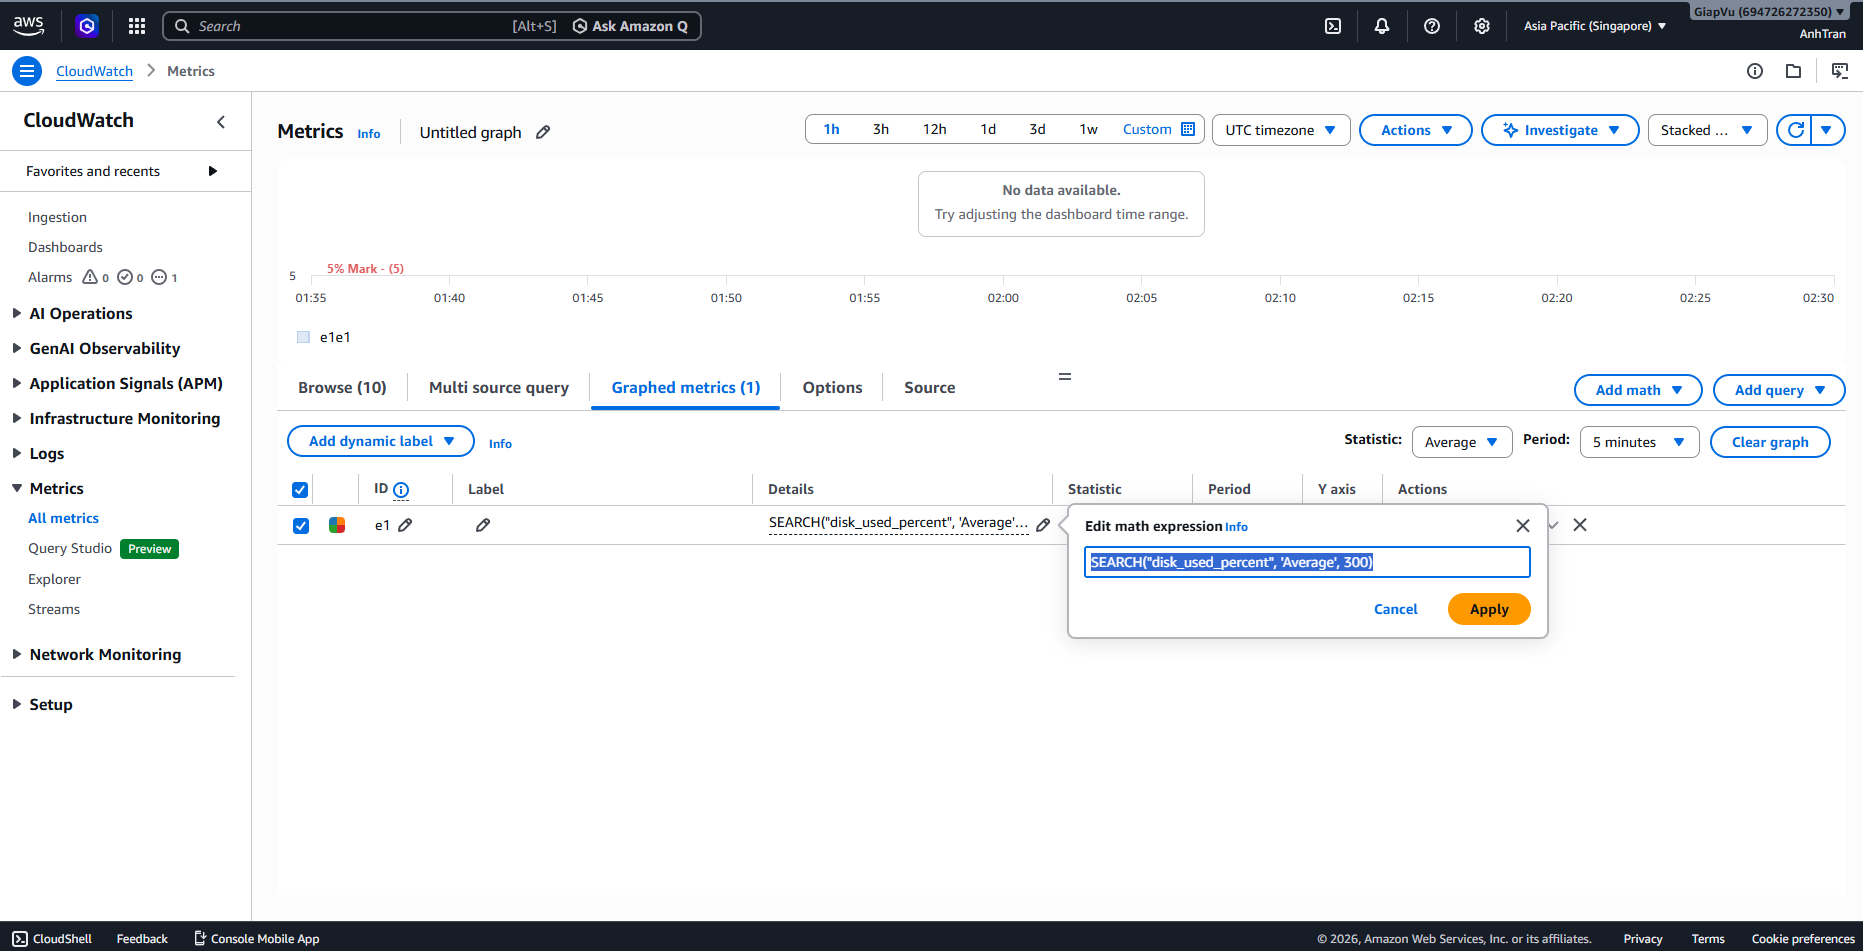 aws
Search [Alt+S] Ask Amazon Q
Asia Pacific (Singapore)
GiapVu (694726272350)
AnhTran
CloudWatch > Metrics
CloudWatch
Favorites and recents
Ingestion
Dashboards
Alarms 0 0 1
AI Operations
GenAI Observability
Application Signals (APM)
Infrastructure Monitoring
Logs
Metrics
All metrics
Query Studio Preview
Explorer
Streams
Network Monitoring
Setup
Metrics Info Untitled graph
1h 3h 12h 1d 3d 1w Custom UTC timezone Actions Investigate Stacked ...
No data available.
Try adjusting the dashboard time range.
5 5% Mark - (5)
01:35 01:40 01:45 01:50 01:55 02:00 02:05 02:10 02:15 02:20 02:25 02:30
e1e1
Browse (10) Multi source query Graphed metrics (1) Options Source Add math Add query
Add dynamic label Info Statistic: Average Period: 5 minutes Clear graph
ID Label Details Statistic Period Y axis Actions
e1 SEARCH("disk_used_percent", 'Average'...
Edit math expression Info
SEARCH("disk_used_percent", 'Average', 300)
Cancel Apply
CloudShell Feedback Console Mobile App © 2026, Amazon Web Services, Inc. or its affiliates. Privacy Terms Cookie preferences